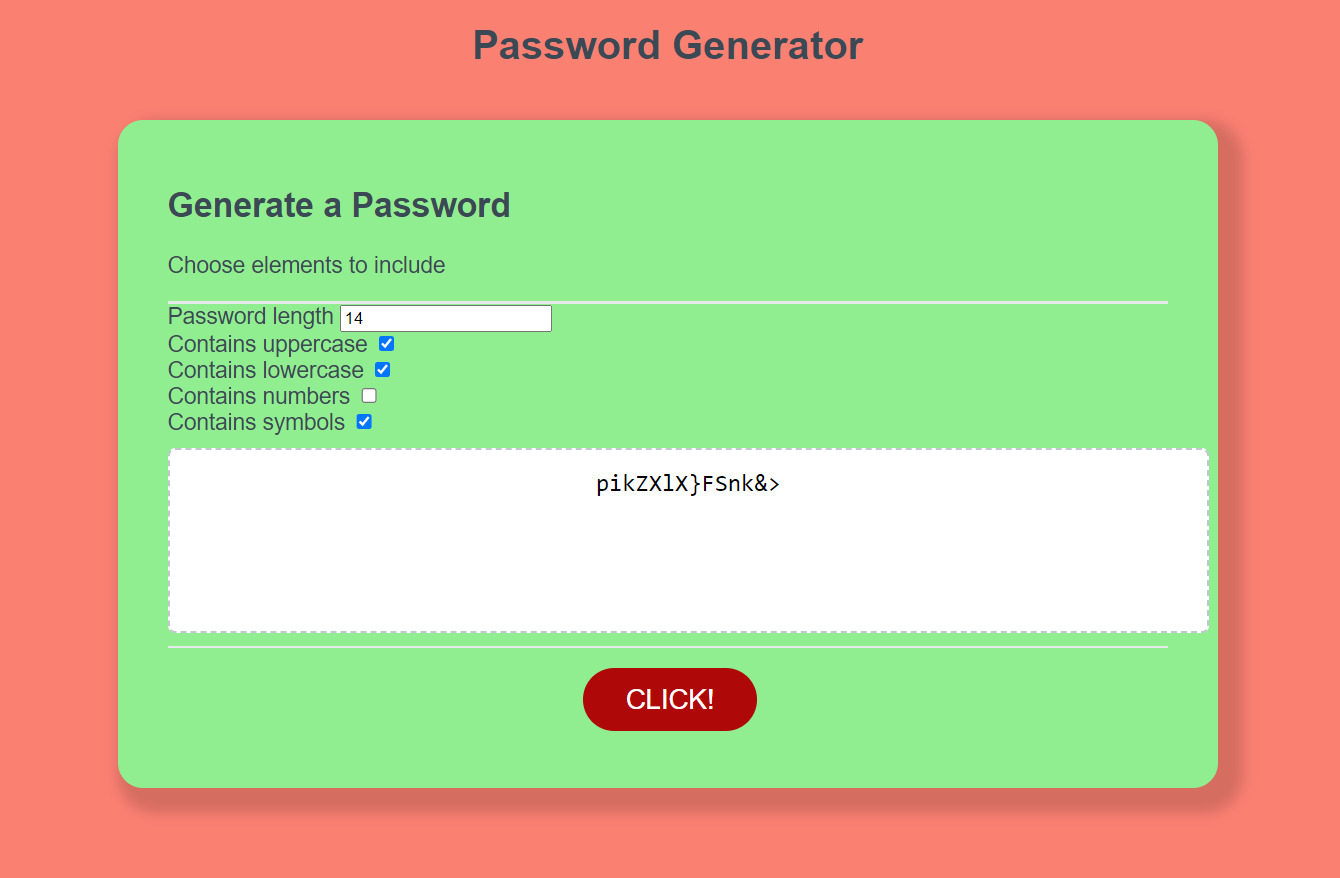 Password Generator
Generate a Password
Choose elements to include
Password length 14
Contains uppercase
Contains lowercase
Contains numbers
Contains symbols
pikZXlX}FSnk&>
CLICK!